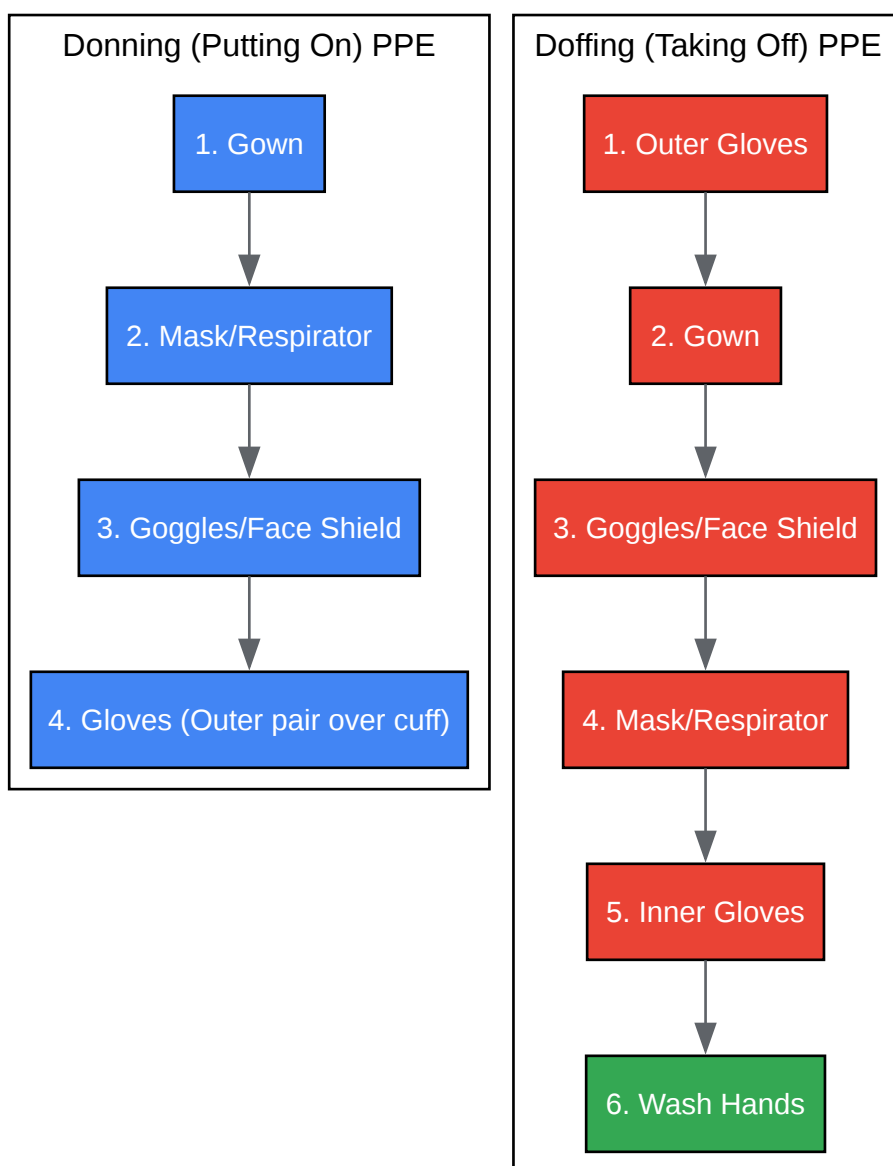 Donning (Putting On) PPE
1. Gown
2. Mask/Respirator
3. Goggles/Face Shield
4. Gloves (Outer pair over cuff)
Doffing (Taking Off) PPE
1. Outer Gloves
2. Gown
3. Goggles/Face Shield
4. Mask/Respirator
5. Inner Gloves
6. Wash Hands